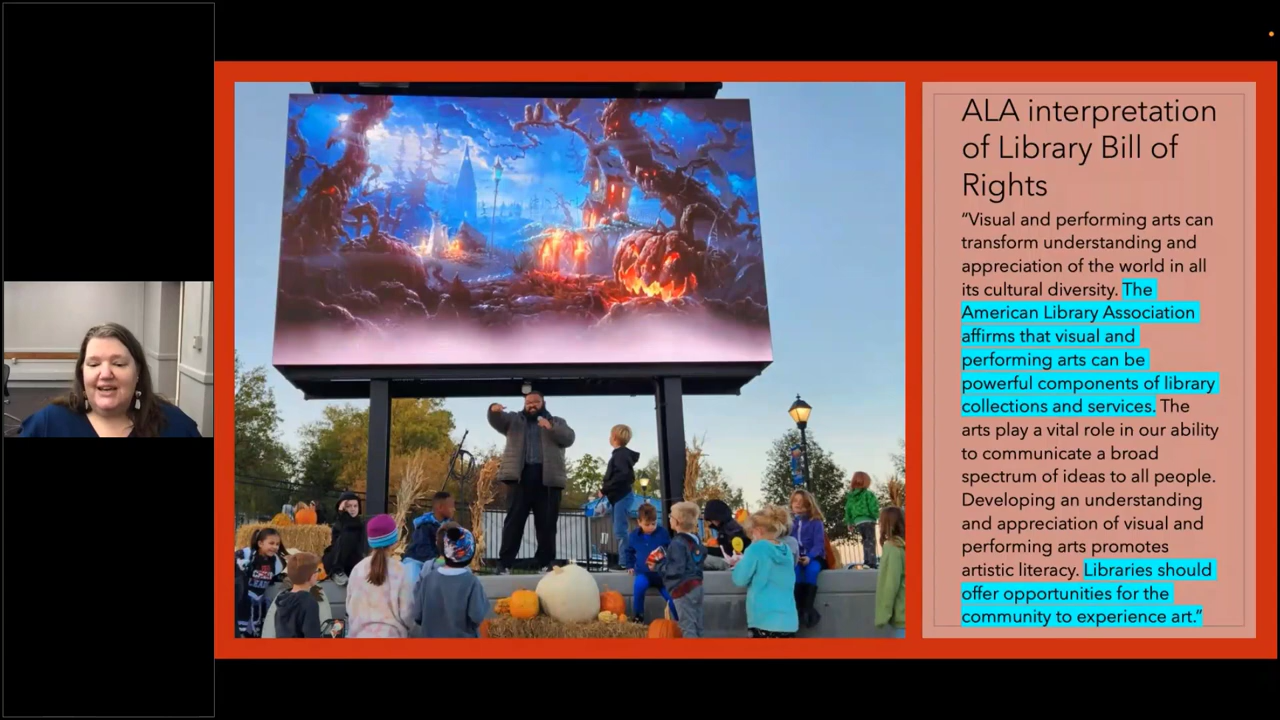 ALA interpretation
of Library Bill of
Rights
“Visual and performing arts can
transform understanding and
appreciation of the world in all
its cultural diversity. The
American Library Association
affirms that visual and
performing arts can be
powerful components of library
collections and services. The
arts play a vital role in our ability
to communicate a broad
spectrum of ideas to all people.
Developing an understanding
and appreciation of visual and
performing arts promotes
artistic literacy. Libraries should
offer opportunities for the
community to experience art.”